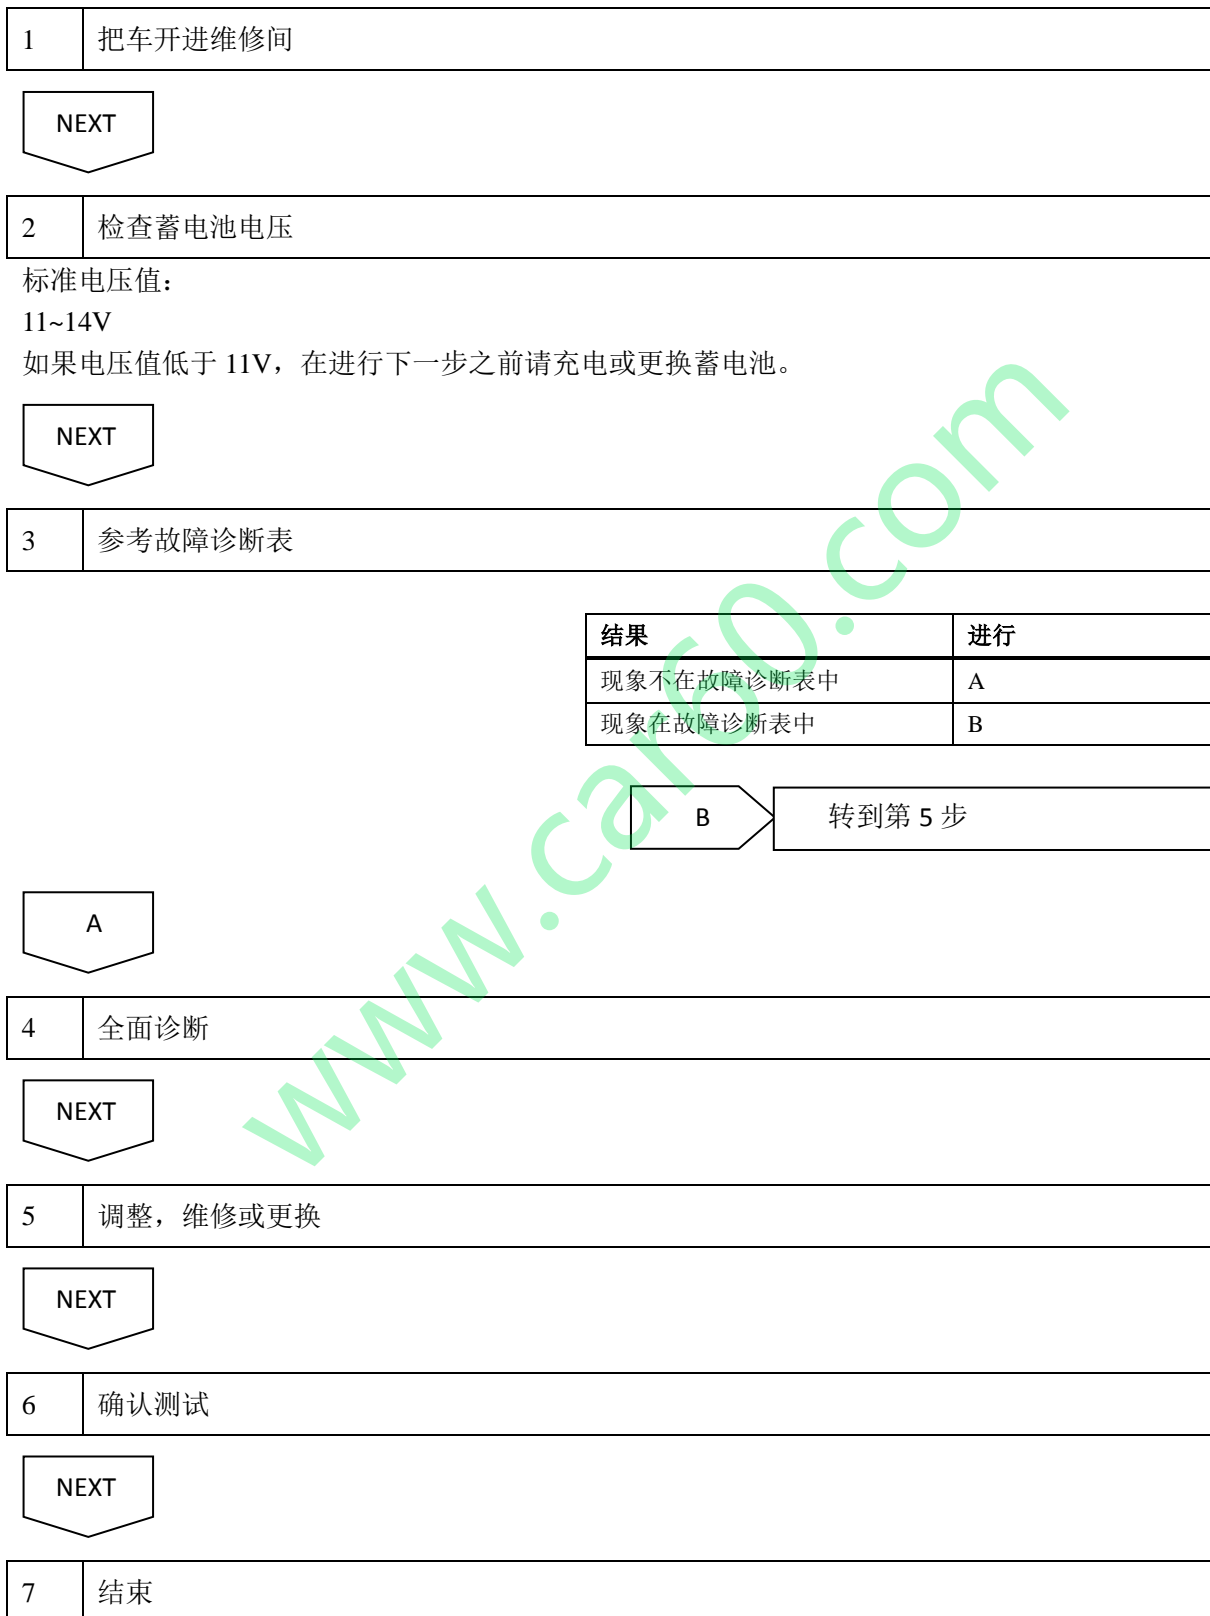 1 把车开进维修间
NEXT
2 检查蓄电池电压
标准电压值：
11~14V
如果电压值低于 11V，在进行下一步之前请充电或更换蓄电池。
NEXT
3 参考故障诊断表
结果 进行
现象不在故障诊断表中 A
现象在故障诊断表中 B
B 转到第 5 步
A
4 全面诊断
NEXT
5 调整，维修或更换
NEXT
6 确认测试
NEXT
7 结束
www.car60.com